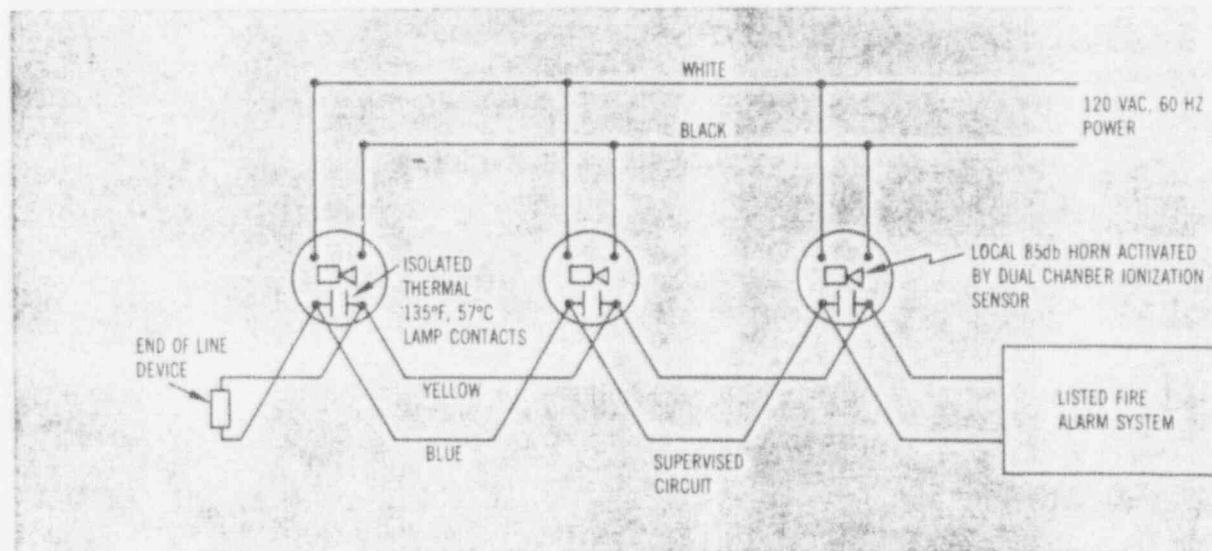 WHITE
120 VAC, 60 HZ
POWER
BLACK
ISOLATED
THERMAL
135°F, 57°C
LAMP CONTACTS
LOCAL 85db HORN ACTIVATED
BY DUAL CHANBER IONIZATION
SENSOR
END OF LINE
DEVICE
YELLOW
BLUE
SUPERVISED
CIRCUIT
LISTED FIRE
ALARM SYSTEM